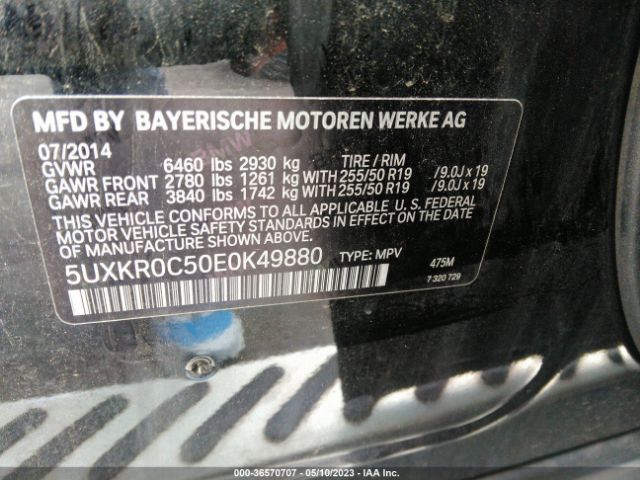 MFD BY BAYERISCHE MOTOREN WERKE AG
07/2014
GVWR 6460 lbs 2930 kg TIRE / RIM
GAWR FRONT 2780 lbs 1261 kg WITH 255/50 R19 /9.0J x 19
GAWR REAR 3840 lbs 1742 kg WITH 255/50 R19 /9.0J x 19
THIS VEHICLE CONFORMS TO ALL APPLICABLE U. S. FEDERAL
MOTOR VEHICLE SAFETY STANDARDS IN EFFECT ON THE DATE
OF MANUFACTURE SHOWN ABOVE.
5UXKR0C50E0K49880 TYPE: MPV 475M
7 320 729
000-36570707 - 05/10/2023 - IAA Inc.